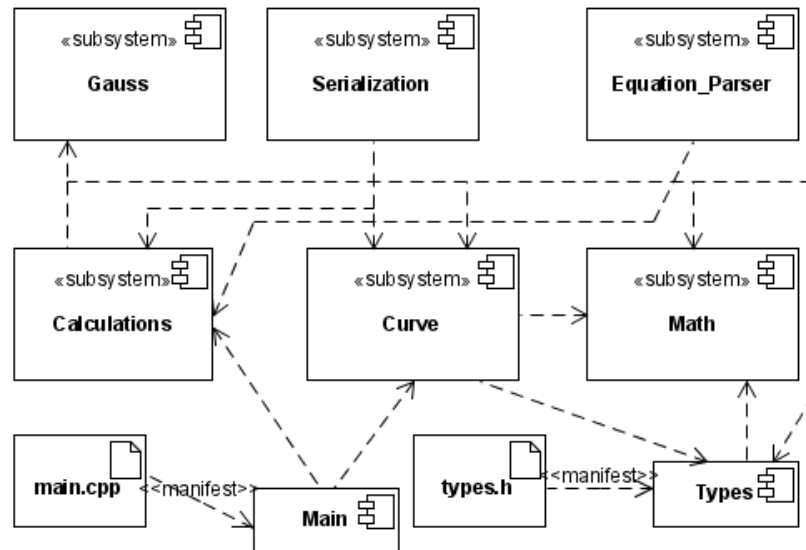 «subsystem»
Gauss
«subsystem»
Serialization
«subsystem»
Equation_Parser
«subsystem»
Calculations
«subsystem»
Curve
«subsystem»
Math
main.cpp
<<manifest>>
Main
types.h
<<manifest>>
Types